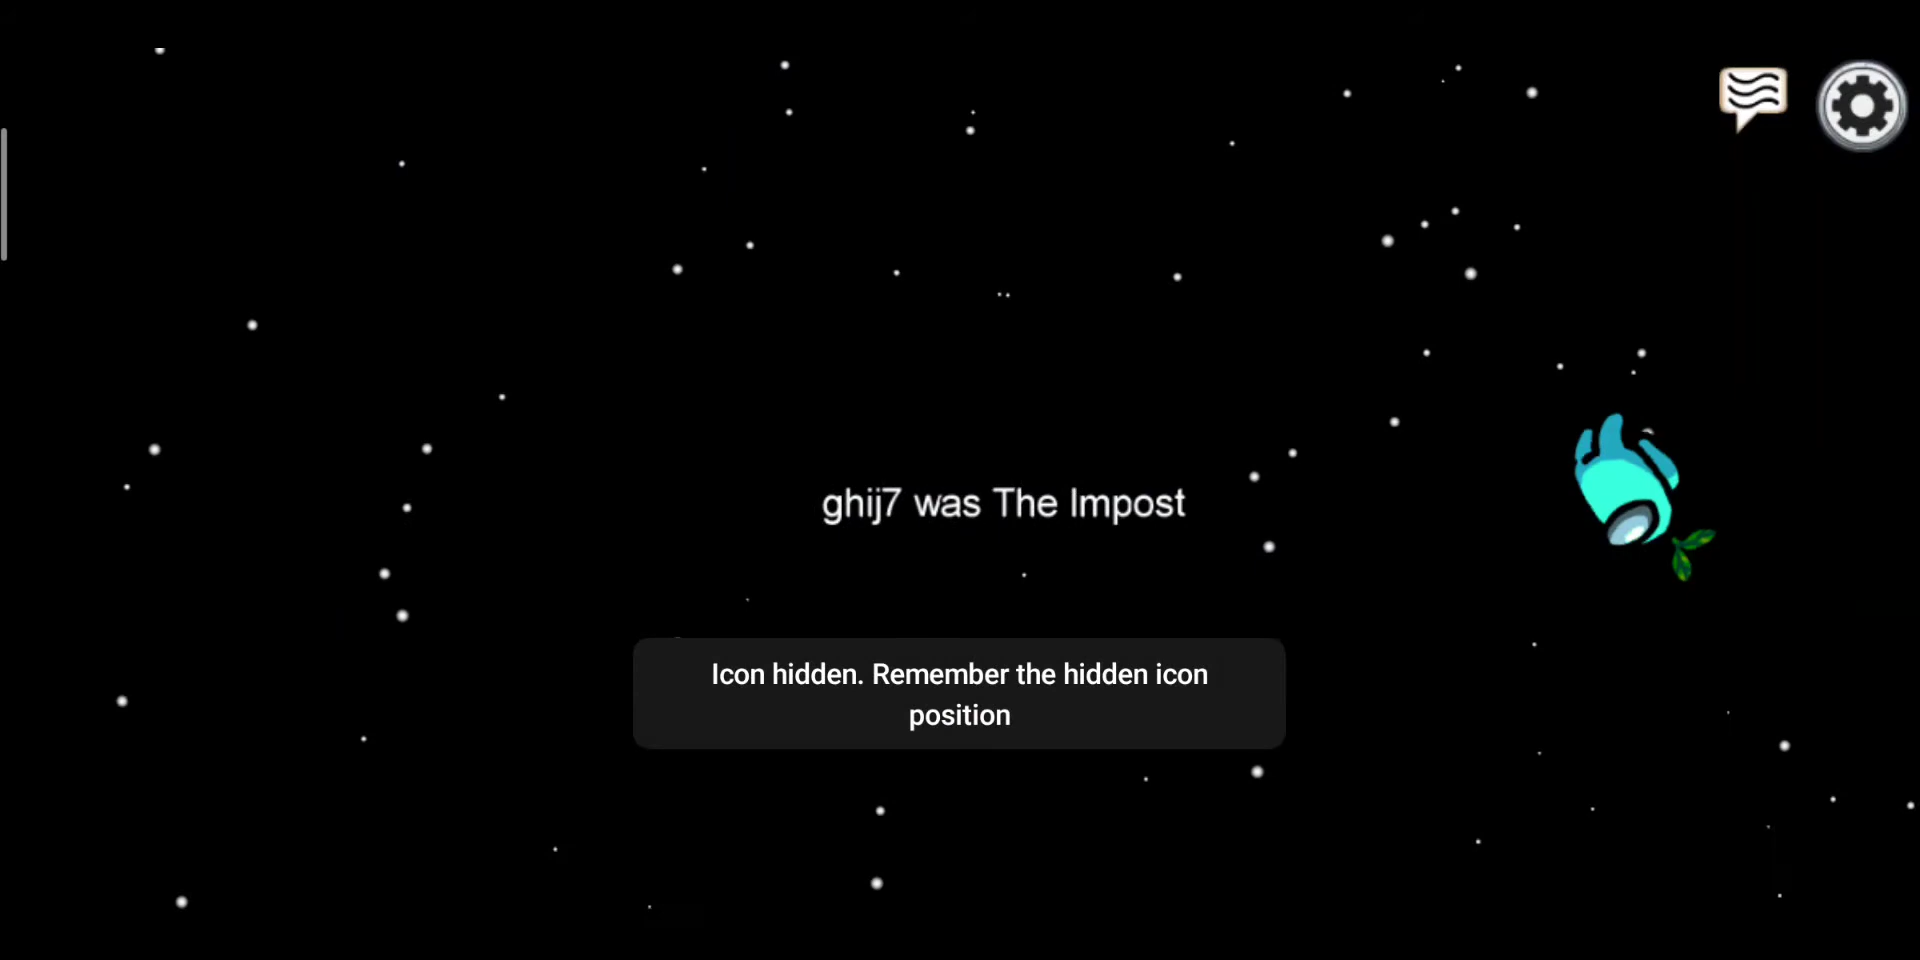 ghij7 was The Impost
Icon hidden. Remember the hidden icon
position